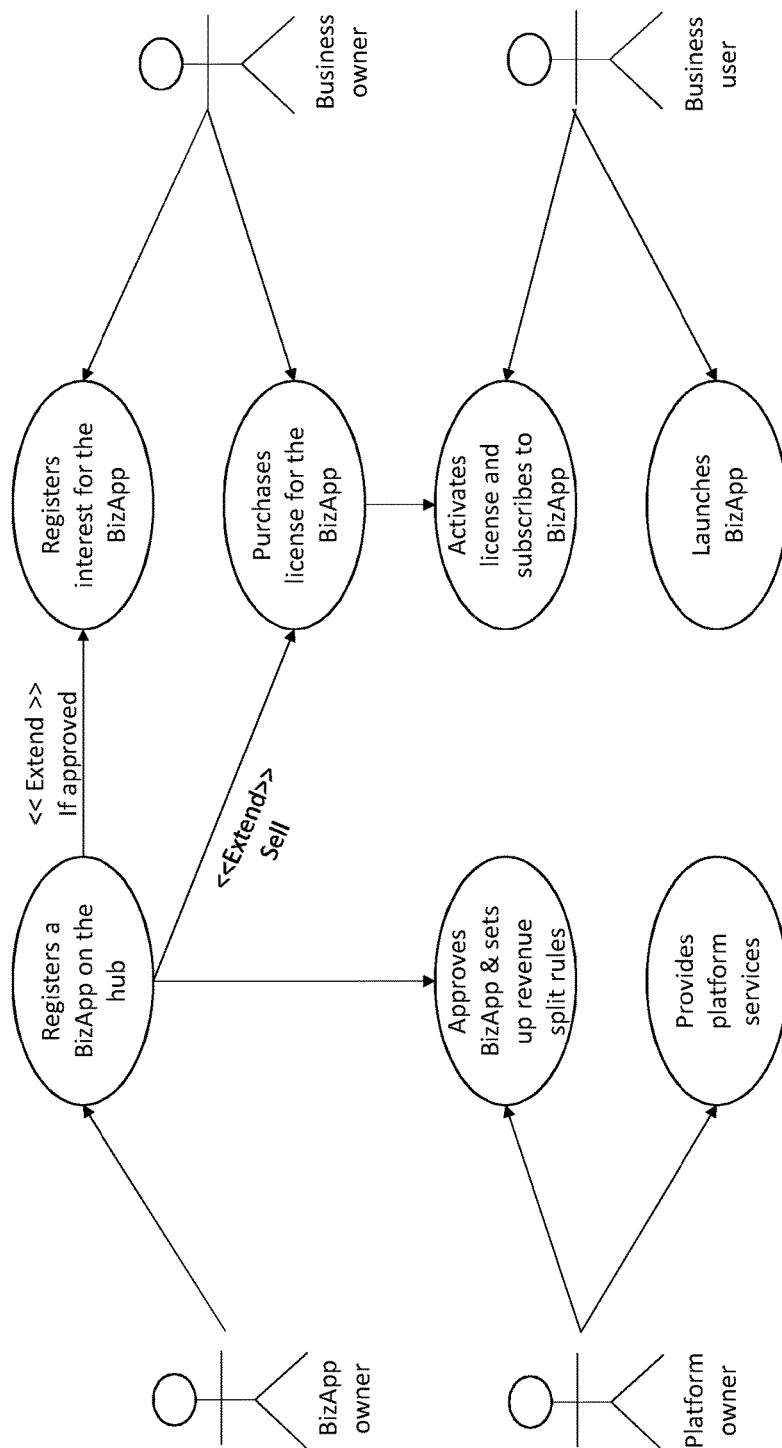 BizApp
owner
Registers a
BizApp on the
hub
<< Extend >>
If approved
Registers
interest for the
BizApp
Business
owner
<<Extend>>
Sell
Purchases
license for the
BizApp
Platform
owner
Approves
BizApp & sets
up revenue
split rules
Activates
license and
subscribes to
BizApp
Business
user
Provides
platform
services
Launches
BizApp